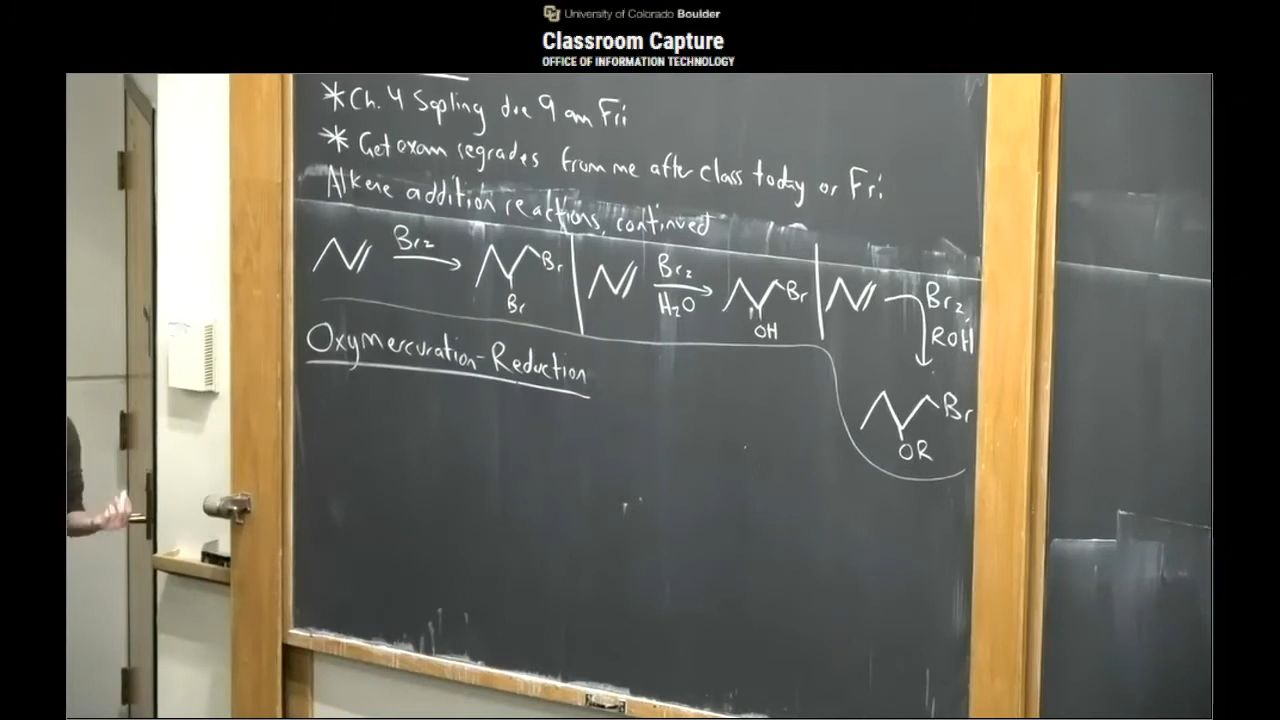 University of Colorado Boulder
Classroom Capture
OFFICE OF INFORMATION TECHNOLOGY
*Ch. 4 Sapling due 9 am Fri
* Get exam regrades from me after class today or Fri.
Alkene addition reactions, continued
Br2
Br
Br
Br2
H2O
Br
OH
Br2,
ROH
Br
OR
Oxymercuration-Reduction